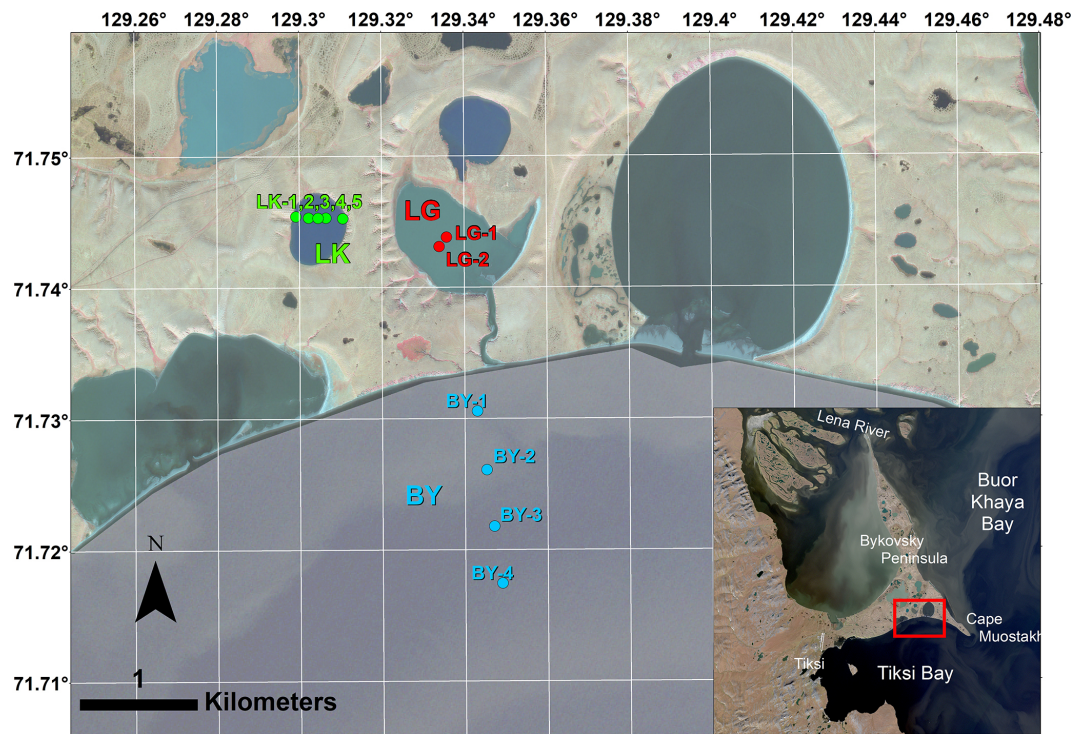 129.26° 129.28° 129.3° 129.32° 129.34° 129.36° 129.38° 129.4° 129.42° 129.44° 129.46° 129.48°
71.75°
LK-1,2,3,4,5
LK
LG
LG-1
LG-2
71.74°
71.73°
BY-1
BY-2
BY
BY-3
71.72°
BY-4
N
71.71°
1
Kilometers
Lena River
Buor
Khaya
Bay
Bykovsky
Peninsula
Cape
Muostakh
Tiksi
Tiksi Bay